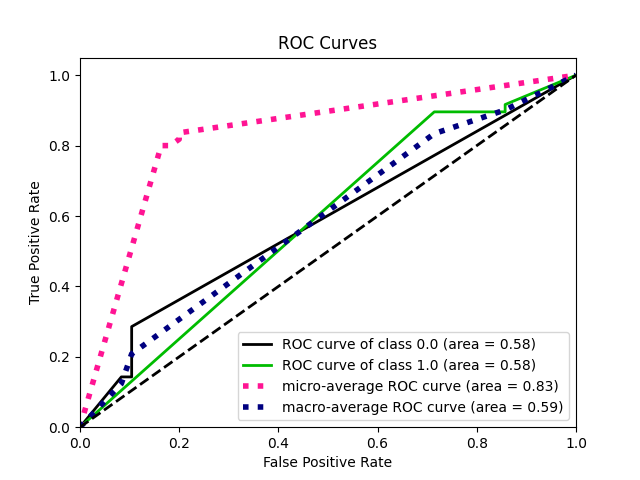 ROC Curves
1.0
0.8
0.6
0.4
0.2
0.0
True Positive Rate
ROC curve of class 0.0 (area = 0.58)
ROC curve of class 1.0 (area = 0.58)
micro-average ROC curve (area = 0.83)
macro-average ROC curve (area = 0.59)
0.0 0.2 0.4 0.6 0.8 1.0
False Positive Rate